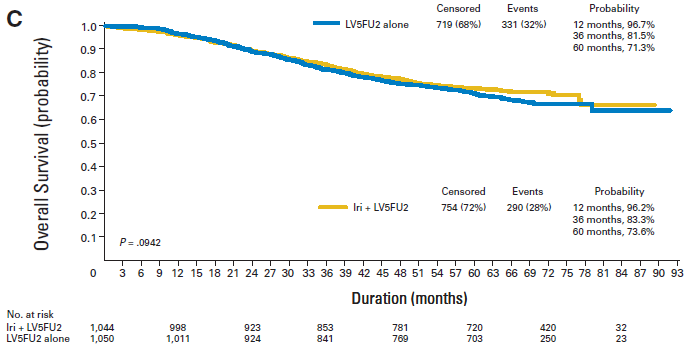 C
Censored Events Probability
LV5FU2 alone 719 (68%) 331 (32%) 12 months, 96.7%
36 months, 81.5%
60 months, 71.3%
Overall Survival (probability)
1.0
0.9
0.8
0.7
0.6
0.5
0.4
0.3
0.2
0.1
Censored Events Probability
Iri + LV5FU2 754 (72%) 290 (28%) 12 months, 96.2%
36 months, 83.3%
60 months, 73.6%
P = .0942
0 3 6 9 12 15 18 21 24 27 30 33 36 39 42 45 48 51 54 57 60 63 66 69 72 75 78 81 84 87 90 93
Duration (months)
No. at risk
Iri + LV5FU2 1,044 998 923 853 781 720 420 32
LV5FU2 alone 1,050 1,011 924 841 769 703 250 23